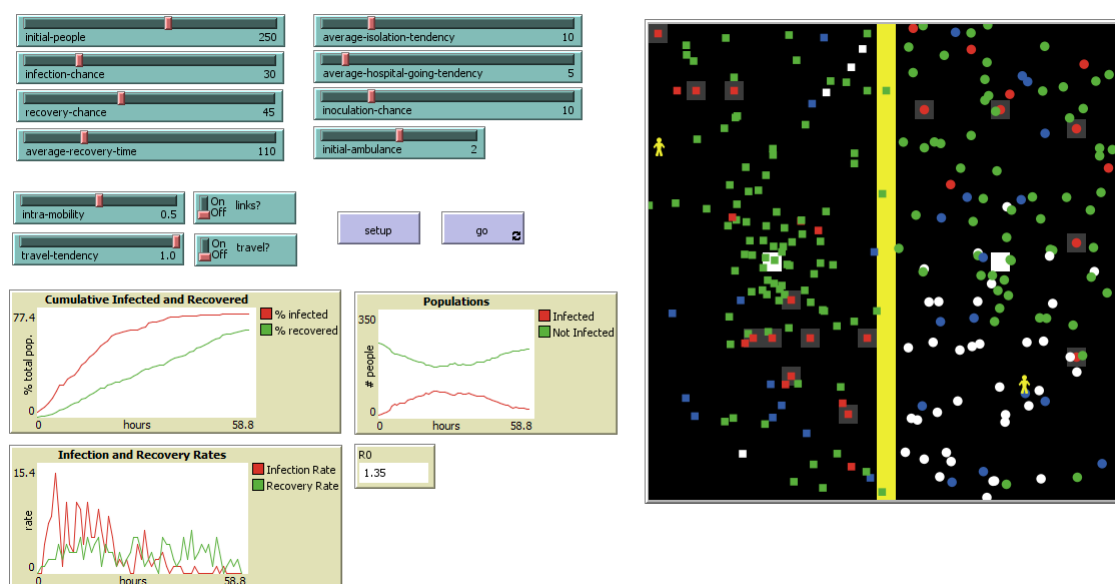 initial-people 250
average-isolation-tendency 10
infection-chance 30
average-hospital-going-tendency 5
recovery-chance 45
inoculation-chance 10
average-recovery-time 110
initial-ambulance 2
intra-mobility 0.5
On
Off
links?
travel-tendency 1.0
On
Off
travel?
setup
go
Cumulative Infected and Recovered
77.4
% total pop.
0
0 hours 58.8
% infected
% recovered
Populations
350
# people
0
0 hours 58.8
Infected
Not Infected
Infection and Recovery Rates
15.4
rate
0
0 hours 58.8
Infection Rate
Recovery Rate
R0
1.35